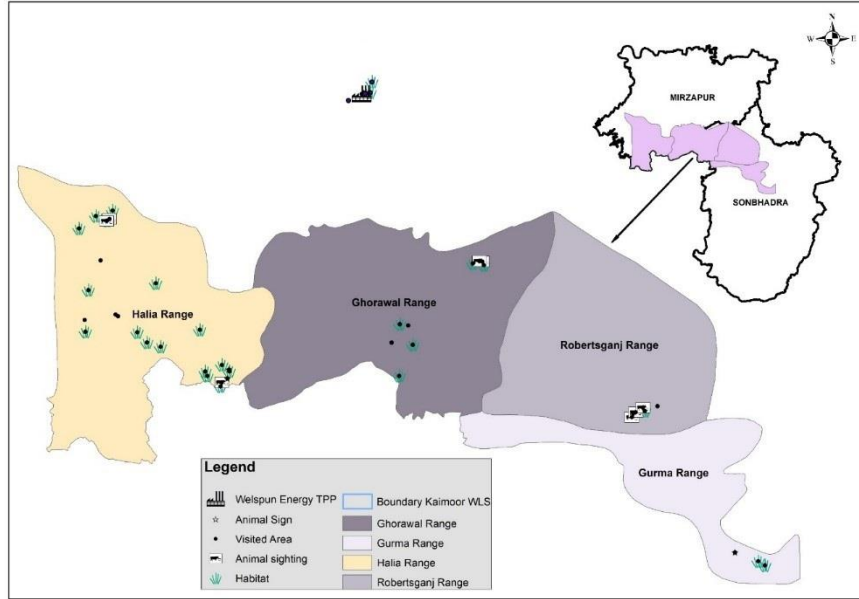 N
W E
S
MIRZAPUR
SONBHADRA
Ghorawal Range
Halia Range
Robertsganj Range
Gurma Range
Legend
Welspun Energy TPP
Animal Sign
Visited Area
Animal sighting
Habitat
Boundary Kaimoor WLS
Ghorawal Range
Gurma Range
Halia Range
Robertsganj Range